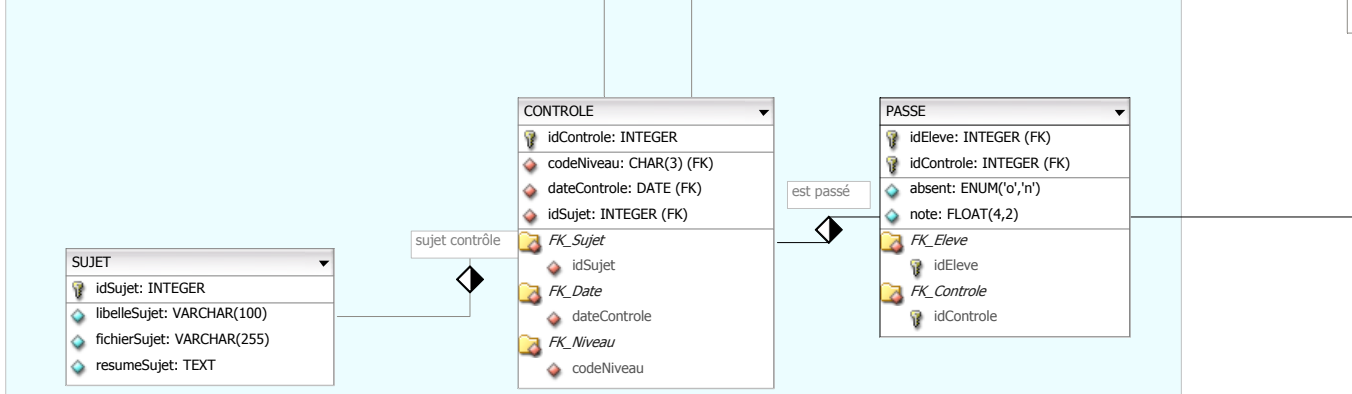 SUJET
idSujet: INTEGER
libelleSujet: VARCHAR(100)
fichierSujet: VARCHAR(255)
resumeSujet: TEXT
sujet contrôle
CONTROLE
idControle: INTEGER
codeNiveau: CHAR(3) (FK)
dateControle: DATE (FK)
idSujet: INTEGER (FK)
FK_Sujet
idSujet
FK_Date
dateControle
FK_Niveau
codeNiveau
est passé
PASSE
idEleve: INTEGER (FK)
idControle: INTEGER (FK)
absent: ENUM('o','n')
note: FLOAT(4,2)
FK_Eleve
idEleve
FK_Controle
idControle